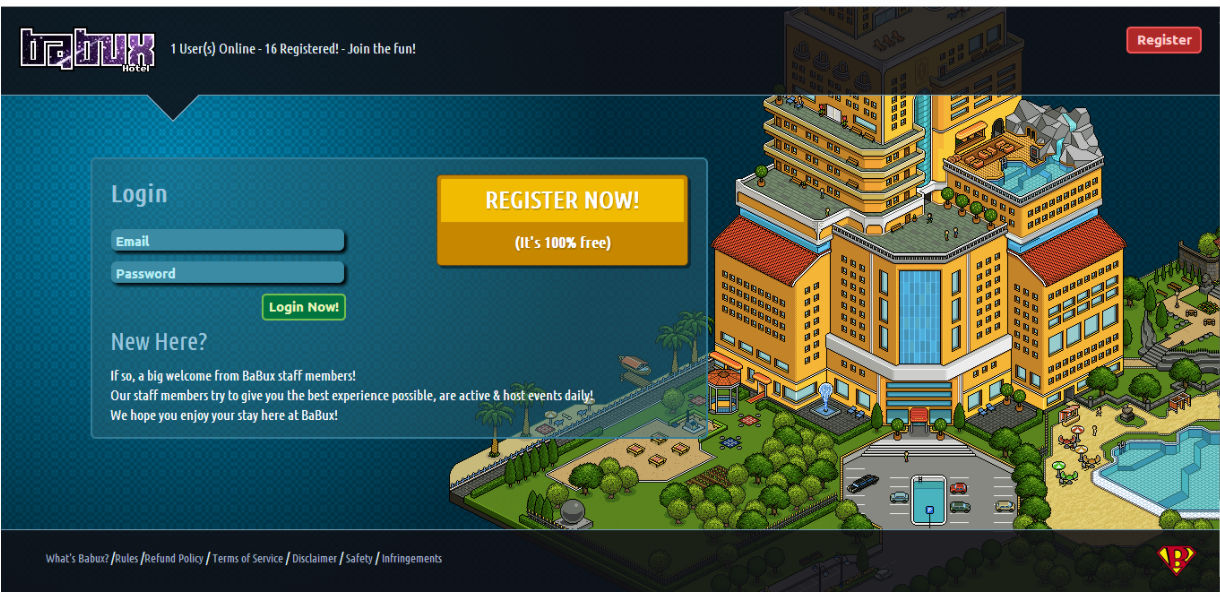 babux
Hotel
1 User(s) Online - 16 Registered! - Join the fun!
Register
Login
Email
Password
Login Now!
REGISTER NOW!
(It's 100% free)
New Here?
If so, a big welcome from BaBux staff members!
Our staff members try to give you the best experience possible, are active & host events daily!
We hope you enjoy your stay here at BaBux!
What's Babux? /Rules /Refund Policy / Terms of Service / Disclaimer / Safety / Infringements
B